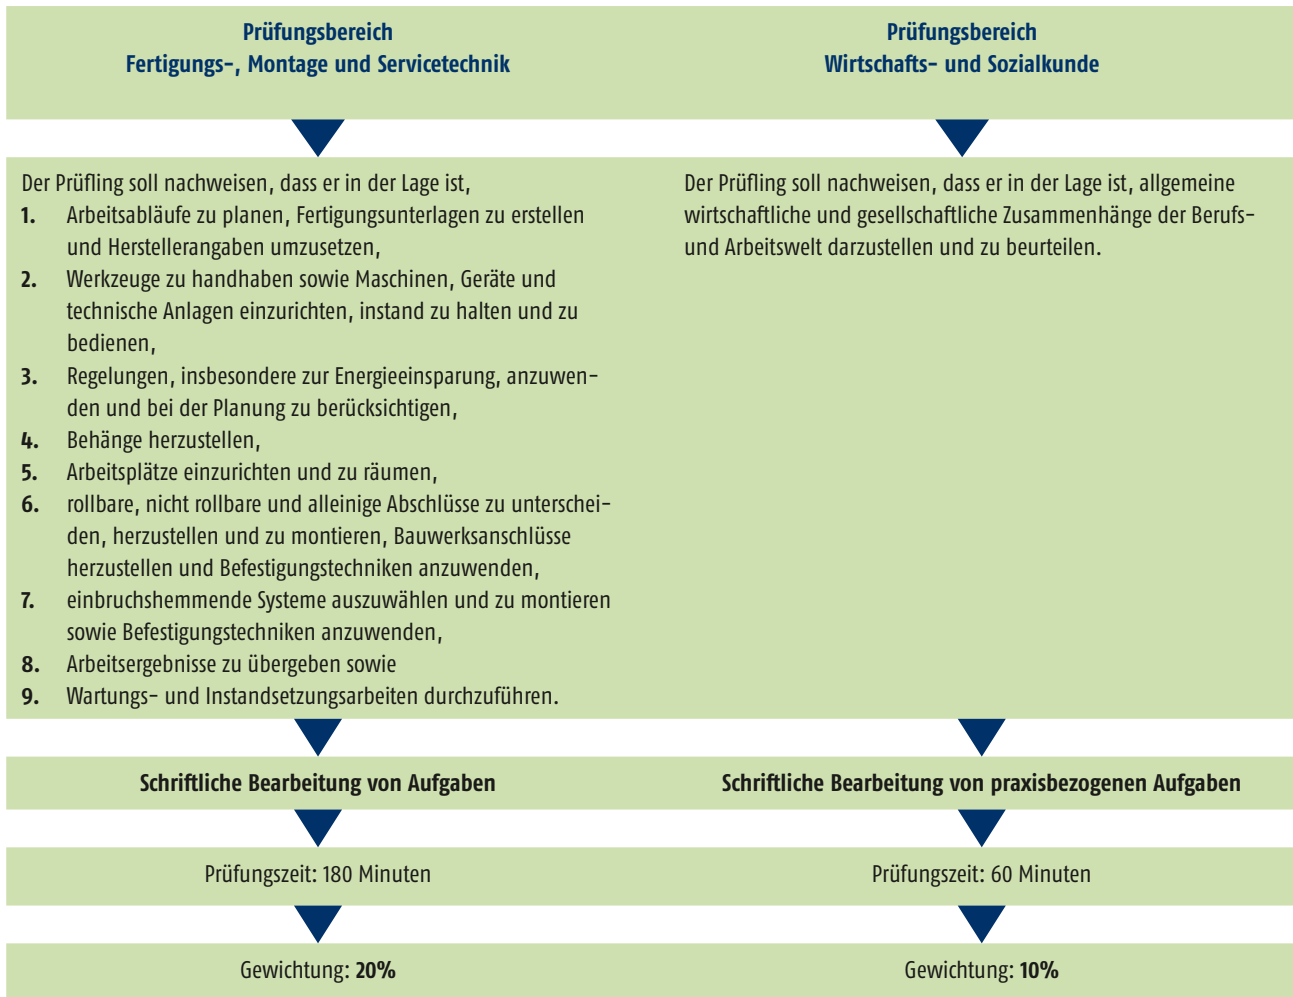 Prüfungsbereich
Fertigungs-, Montage und Servicetechnik
Prüfungsbereich
Wirtschafts- und Sozialkunde
Der Prüfling soll nachweisen, dass er in der Lage ist,
1. Arbeitsabläufe zu planen, Fertigungsunterlagen zu erstellen
und Herstellerangaben umzusetzen,
2. Werkzeuge zu handhaben sowie Maschinen, Geräte und
technische Anlagen einzurichten, instand zu halten und zu
bedienen,
3. Regelungen, insbesondere zur Energieeinsparung, anzuwen-
den und bei der Planung zu berücksichtigen,
4. Behänge herzustellen,
5. Arbeitsplätze einzurichten und zu räumen,
6. rollbare, nicht rollbare und alleinige Abschlüsse zu unterschei-
den, herzustellen und zu montieren, Bauwerksanschlüsse
herzustellen und Befestigungstechniken anzuwenden,
7. einbruchshemmende Systeme auszuwählen und zu montieren
sowie Befestigungstechniken anzuwenden,
8. Arbeitsergebnisse zu übergeben sowie
9. Wartungs- und Instandsetzungsarbeiten durchzuführen.
Der Prüfling soll nachweisen, dass er in der Lage ist, allgemeine
wirtschaftliche und gesellschaftliche Zusammenhänge der Berufs-
und Arbeitswelt darzustellen und zu beurteilen.
Schriftliche Bearbeitung von Aufgaben
Schriftliche Bearbeitung von praxisbezogenen Aufgaben
Prüfungszeit: 180 Minuten
Prüfungszeit: 60 Minuten
Gewichtung: 20%
Gewichtung: 10%